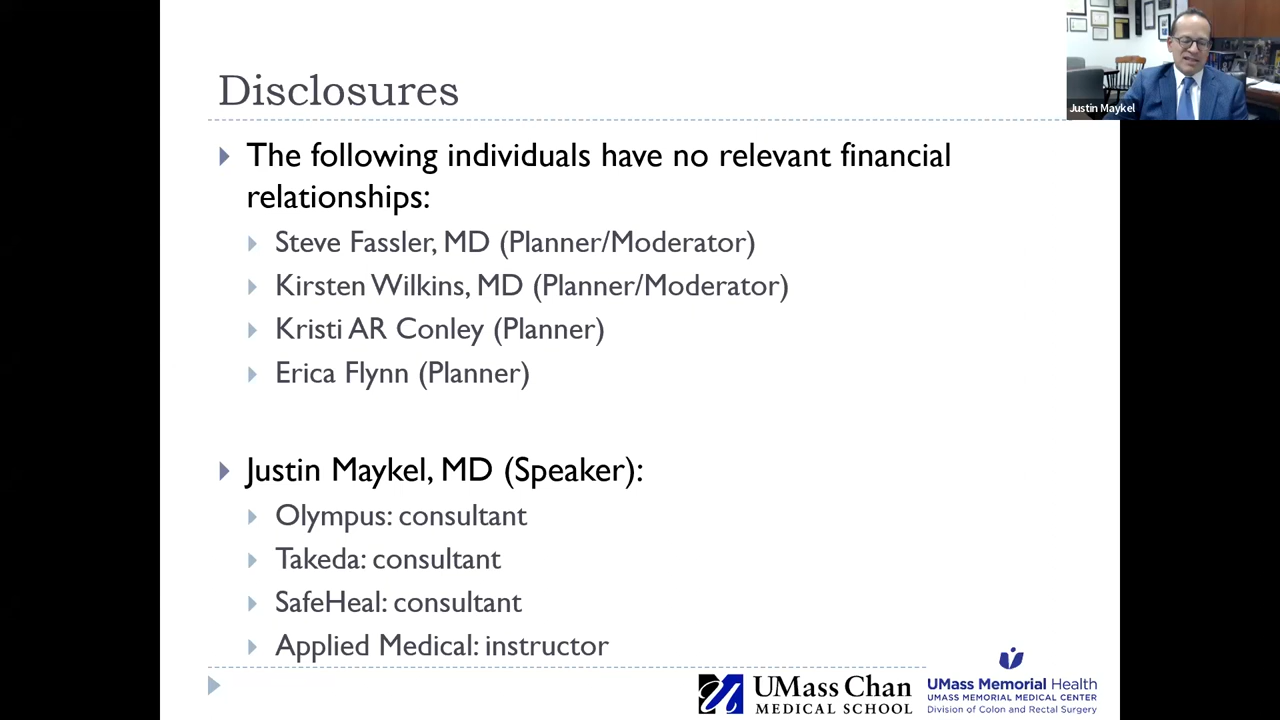 Disclosures
Justin Maykel
The following individuals have no relevant financial
relationships:
Steve Fassler, MD (Planner/Moderator)
Kirsten Wilkins, MD (Planner/Moderator)
Kristi AR Conley (Planner)
Erica Flynn (Planner)
Justin Maykel, MD (Speaker):
Olympus: consultant
Takeda: consultant
SafeHeal: consultant
Applied Medical: instructor
UMass Chan
MEDICAL SCHOOL
UMass Memorial Health
UMASS MEMORIAL MEDICAL CENTER
Division of Colon and Rectal Surgery